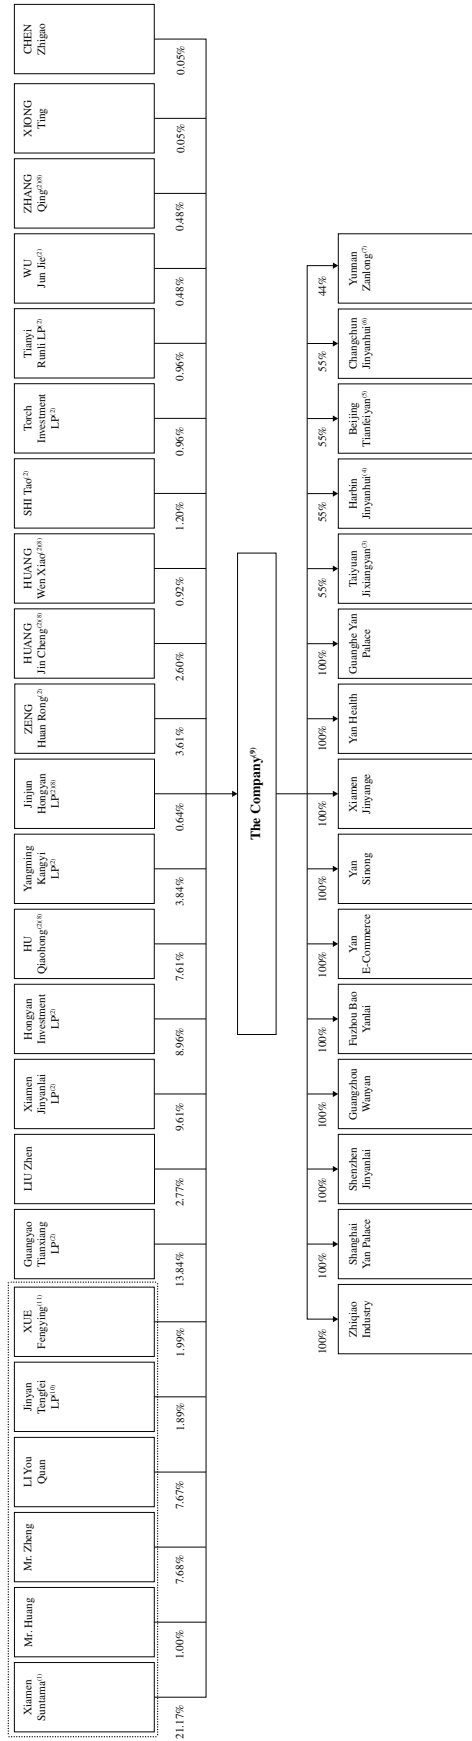 Xiamen
Suntama(1)
Mr. Huang
Mr. Zheng
LI You
Quan
Jinyan
Tengfei
LP(10)
XUE
Fengying(11)
Guangyao
Tianxiang
LP(2)
LIU Zhen
Xiamen
Jinyanlai
LP(2)
Hongyan
Investment
LP(2)
HU
Qiaohong(2)(8)
Yangming
Kangyi
LP(2)
Jinjun
Hongyan
LP(2)(8)
ZENG
Huan Rong(2)
HUANG
Jin Cheng(2)(8)
HUANG
Wen Xiao(2)(8)
SHI Tao(2)
Torch
Investment
LP(2)
Tianyi
Runli LP(2)
WU
Jun Jie(2)
ZHANG
Qing(2)(8)
XIONG
Ting
CHEN
Zhigao
21.17%
1.00%
7.68%
7.67%
1.89%
1.99%
13.84%
2.77%
9.61%
8.96%
7.61%
3.84%
0.64%
3.61%
2.60%
0.92%
1.20%
0.96%
0.96%
0.48%
0.48%
0.05%
0.05%
The Company(9)
100%
100%
100%
100%
100%
100%
100%
100%
100%
100%
55%
55%
55%
55%
44%
Zhiqiao
Industry
Shanghai
Yan Palace
Shenzhen
Jinyanlai
Guangzhou
Wanyan
Fuzhou Bao
Yanlai
Yan
E-Commerce
Yan
Sinong
Xiamen
Jinyange
Yan Health
Guanghe Yan
Palace
Taiyuan
Jixiangyan(3)
Harbin
Jinyanhui(4)
Beijing
Tianfeiyan(5)
Changchun
Jinyanhui(6)
Yunnan
Zanlong(7)